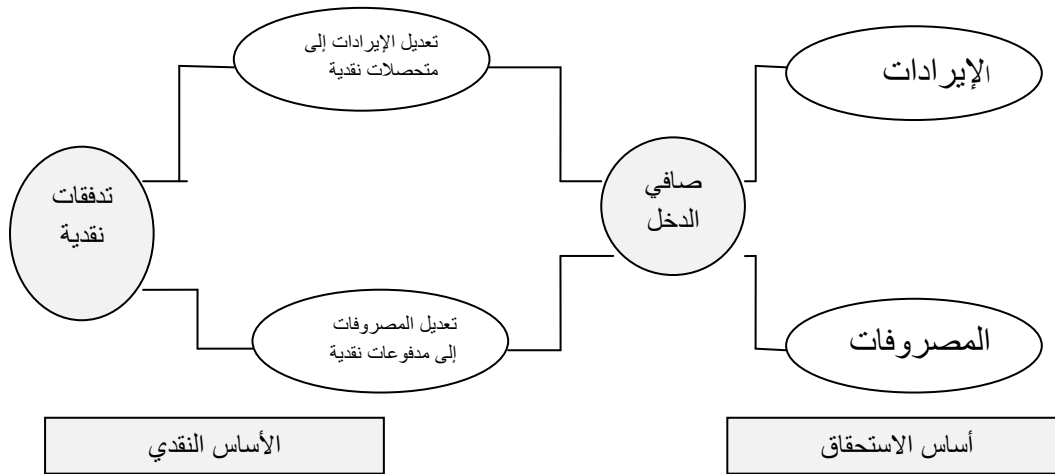 الإيرادات
المصروفات
صافي
الدخل
تعديل الإيرادات إلى
متحصلات نقدية
تعديل المصروفات
إلى مدفوعات نقدية
تدفقات
نقدية
أساس الاستحقاق
الأساس النقدي